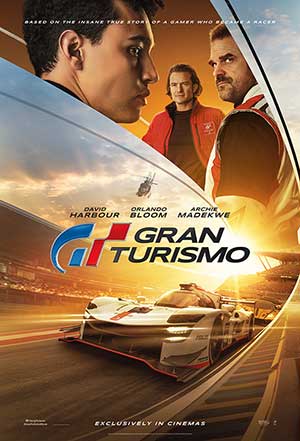 BASED ON THE INSANE TRUE STORY OF A GAMER WHO BECAME A RACER
DAVID
HARBOUR
ORLANDO
BLOOM
ARCHIE
MADEKWE
GRAN
TURISMO
EXCLUSIVELY IN CINEMAS